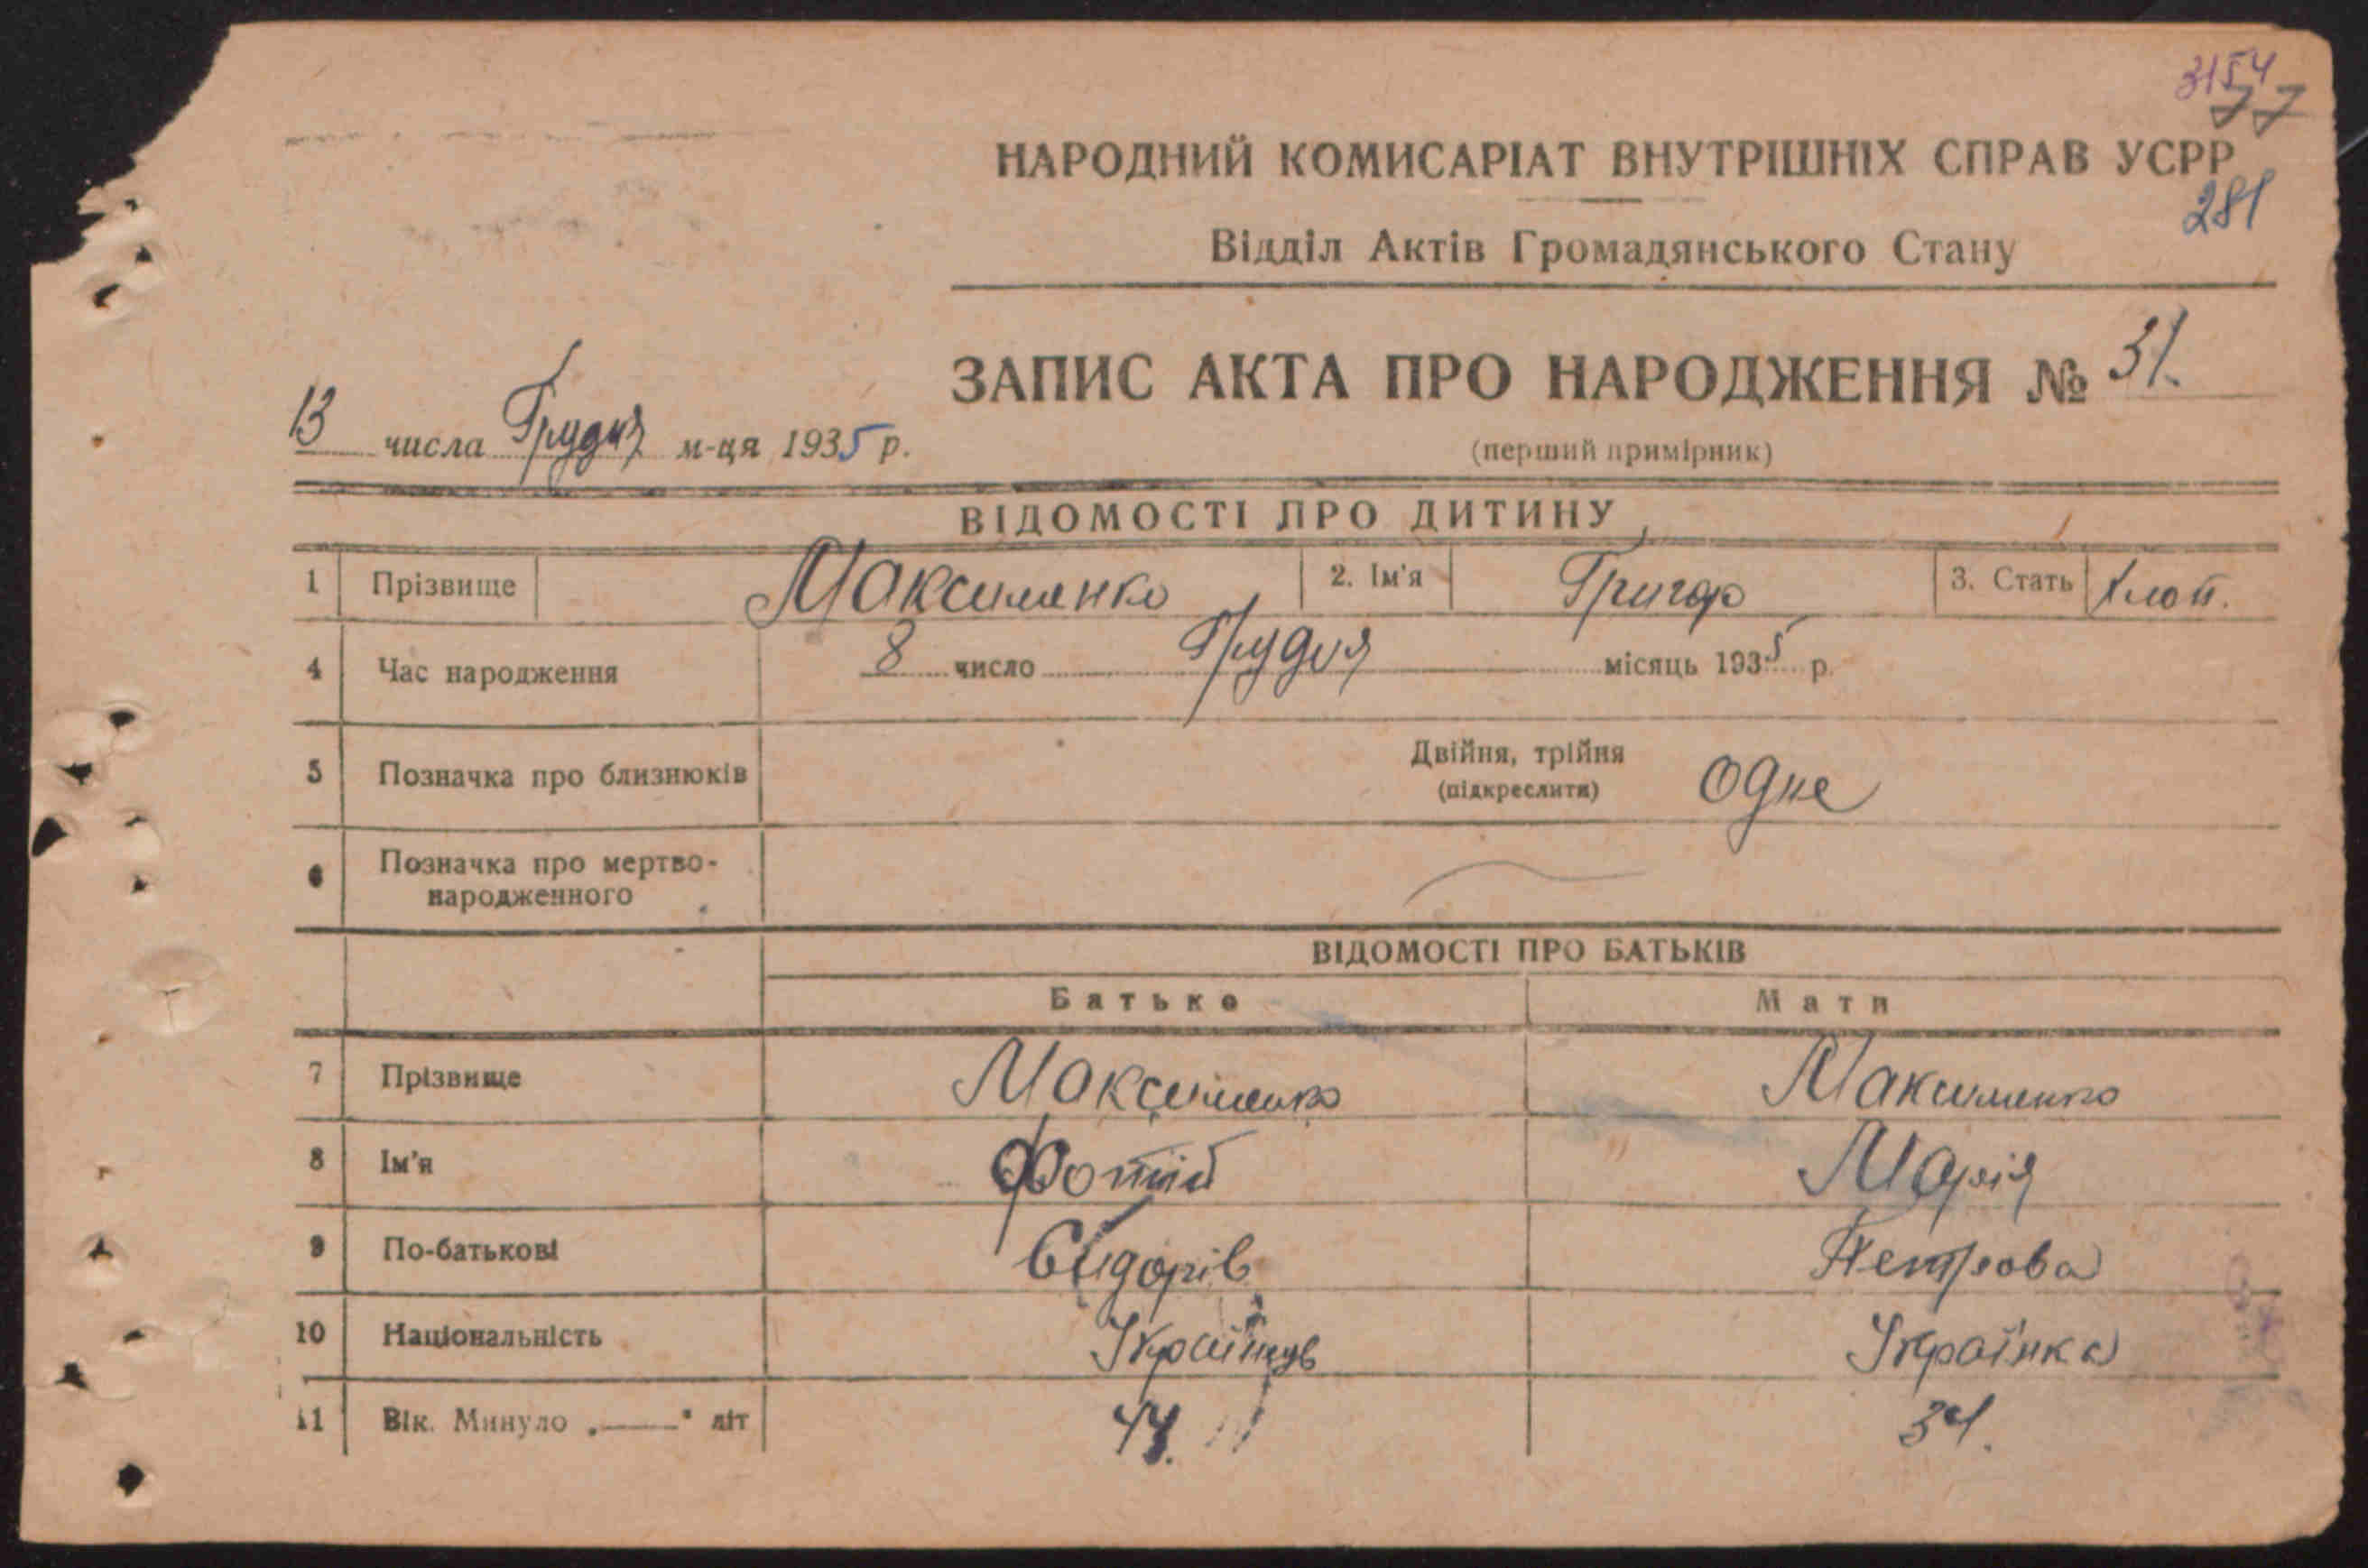 3154
77
НАРОДНИЙ КОМИСАРІАТ ВНУТРІШНІХ СПРАВ УСРР
281
Відділ Актів Громадянського Стану
ЗАПИС АКТА ПРО НАРОДЖЕННЯ № 31.
13 числа Грудня м-ця 1935 р.
(перший примірник)
ВІДОМОСТІ ПРО ДИТИНУ
1 Прізвище Максименко 2. Ім'я Григор 3. Стать Хлоп.
4 Час народження 8 число Грудня місяць 1935 р.
5 Позначка про близнюків Двійня, трійня (підкреслити) Одне
6 Позначка про мертво-
народженного
ВІДОМОСТІ ПРО БАТЬКІВ
Батько Мати
7 Прізвище Максименко Максименко
8 Ім'я Фотій Марія
9 По-батькові Сидорів Петрова
10 Національність Українець Українка
11 Вік. Минуло „——“ літ 44. 34.